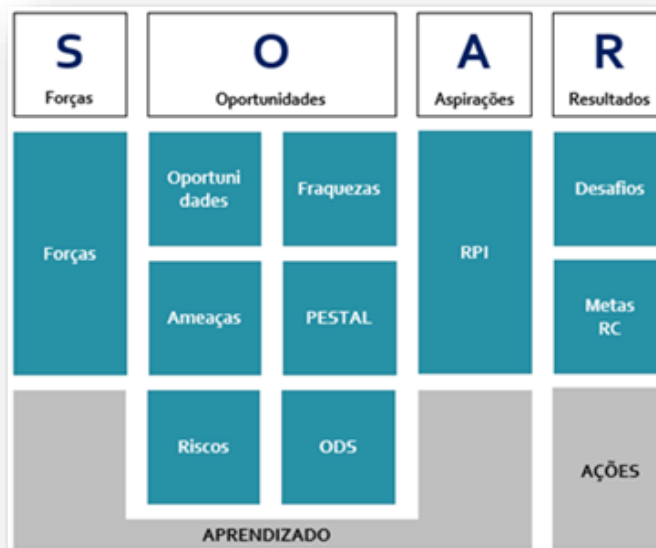 S
Forças
O
Oportunidades
A
Aspirações
R
Resultados
Forças
Oportuni
dades
Fraquezas
RPI
Desafios
Ameaças
PESTAL
Metas
RC
Riscos
ODS
AÇÕES
APRENDIZADO